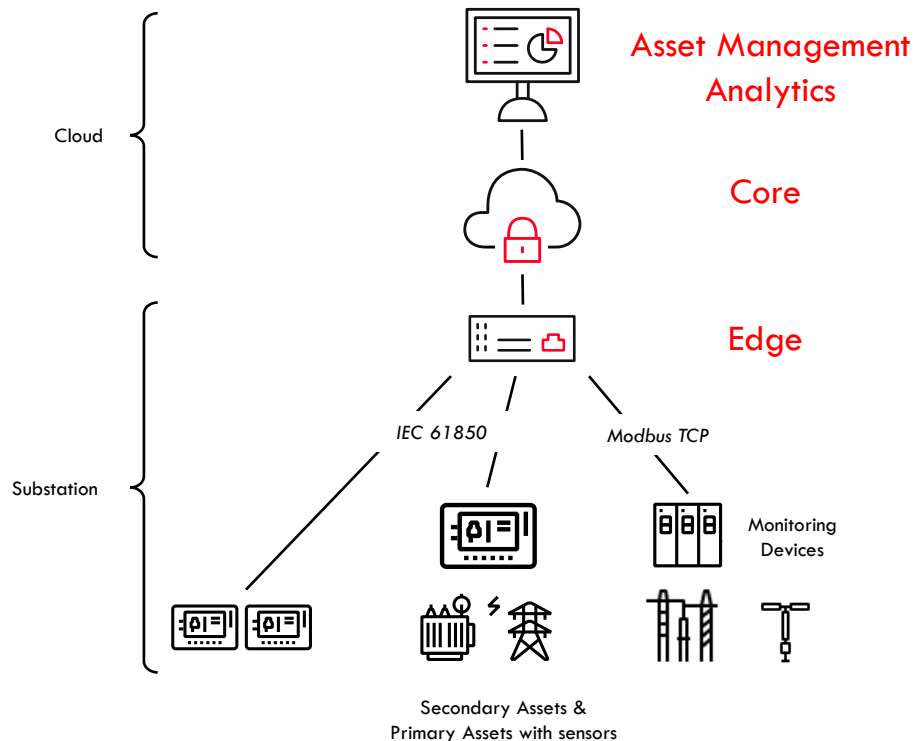 Asset Management
Analytics
Cloud
Core
Edge
IEC 61850
Modbus TCP
Substation
Monitoring
Devices
Secondary Assets &
Primary Assets with sensors